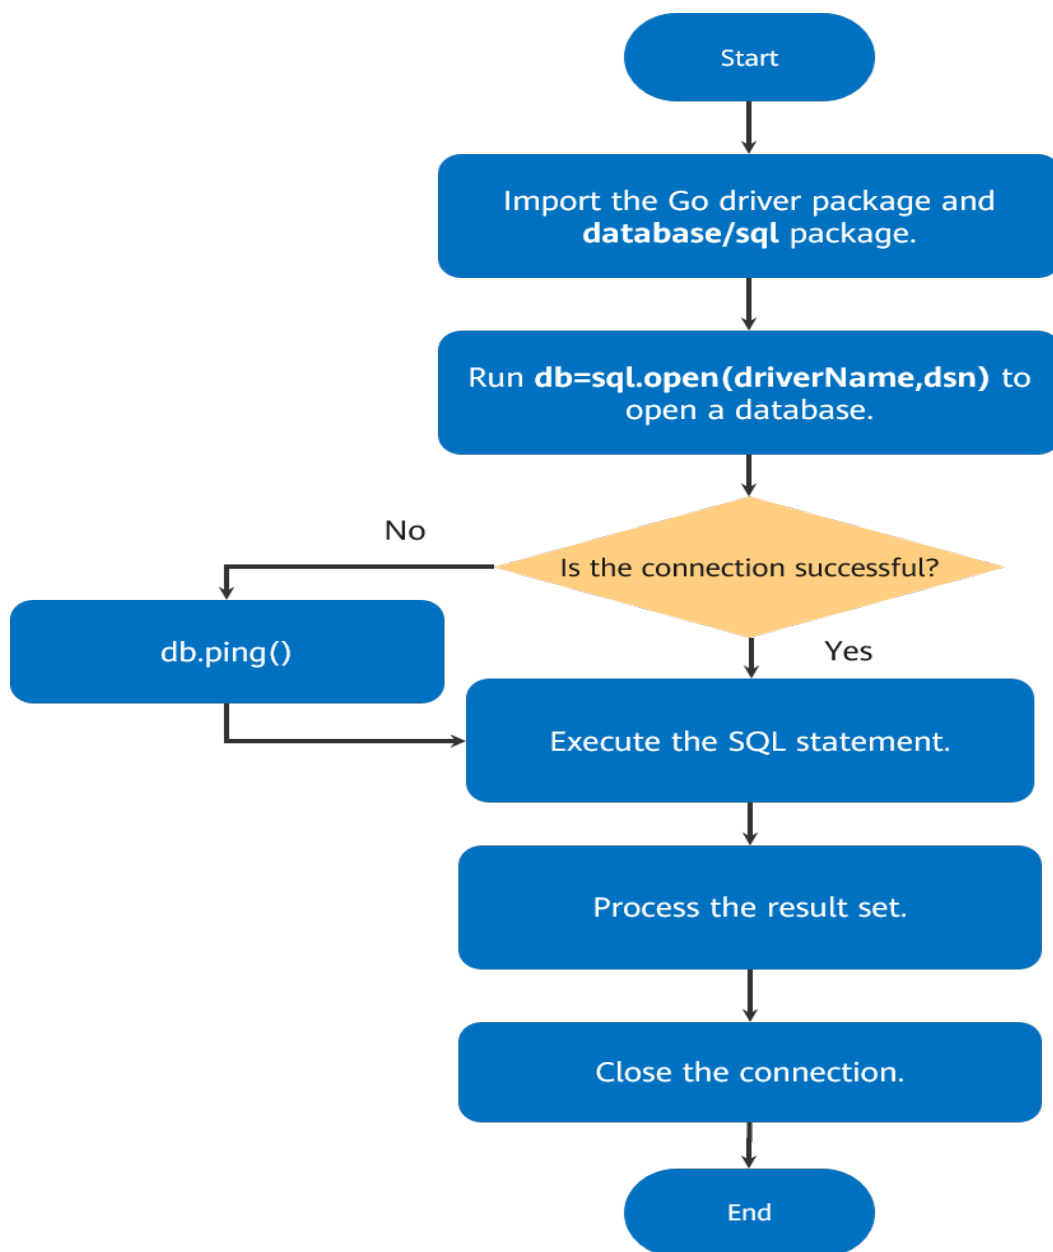 Start
Import the Go driver package and
database/sql package.
Run db=sql.open(driverName,dsn) to
open a database.
No
Is the connection successful?
db.ping()
Yes
Execute the SQL statement.
Process the result set.
Close the connection.
End